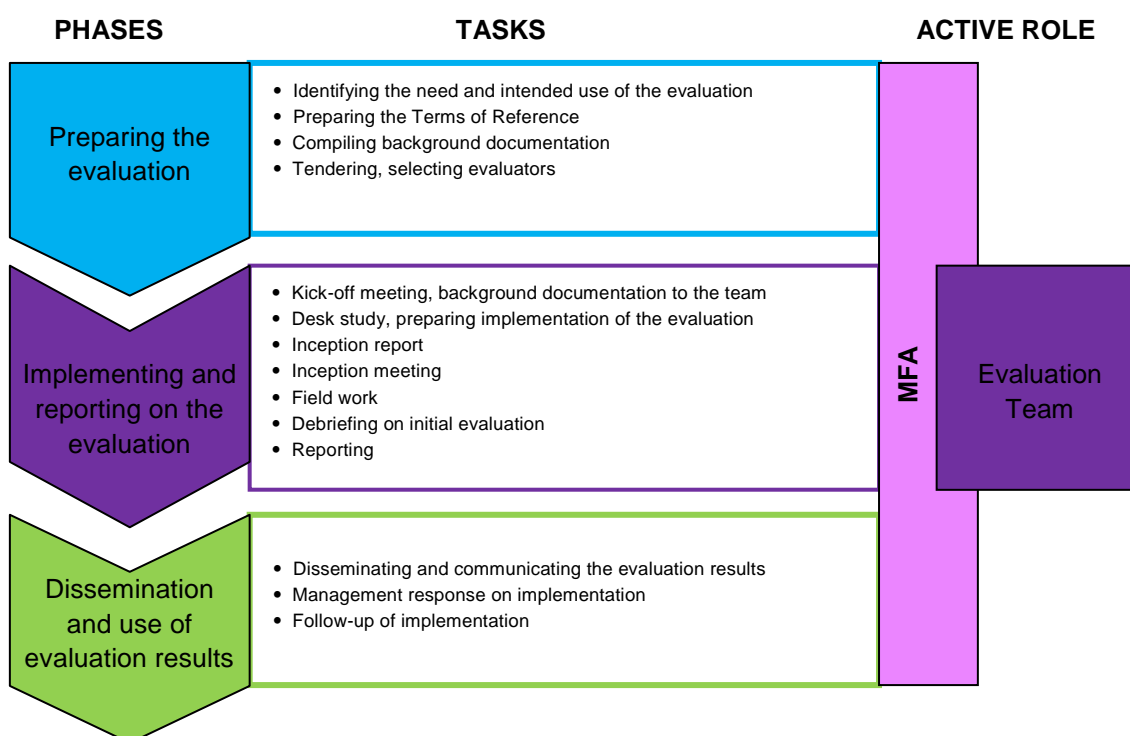 PHASES TASKS ACTIVE ROLE
Preparing the
evaluation
• Identifying the need and intended use of the evaluation
• Preparing the Terms of Reference
• Compiling background documentation
• Tendering, selecting evaluators
Implementing and
reporting on the
evaluation
• Kick-off meeting, background documentation to the team
• Desk study, preparing implementation of the evaluation
• Inception report
• Inception meeting
• Field work
• Debriefing on initial evaluation
• Reporting
MFA
Evaluation
Team
Dissemination
and use of
evaluation results
• Disseminating and communicating the evaluation results
• Management response on implementation
• Follow-up of implementation